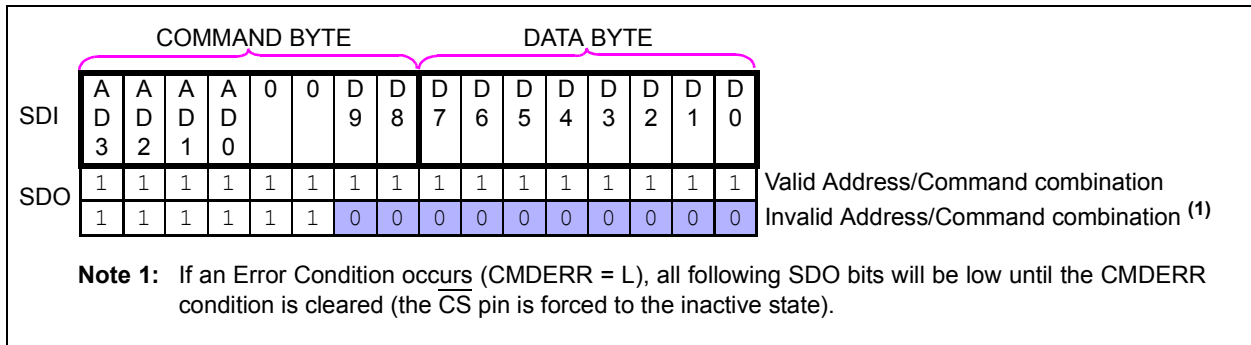 COMMAND BYTE DATA BYTE
SDI A D 3 A D 2 A D 1 A D 0 0 0 D 9 D 8 D 7 D 6 D 5 D 4 D 3 D 2 D 1 D 0
SDO 1 1 1 1 1 1 1 1 1 1 1 1 1 1 1 1 Valid Address/Command combination
1 1 1 1 1 1 0 0 0 0 0 0 0 0 0 0 Invalid Address/Command combination (1)
Note 1: If an Error Condition occurs (CMDERR = L), all following SDO bits will be low until the CMDERR
condition is cleared (the CS pin is forced to the inactive state).